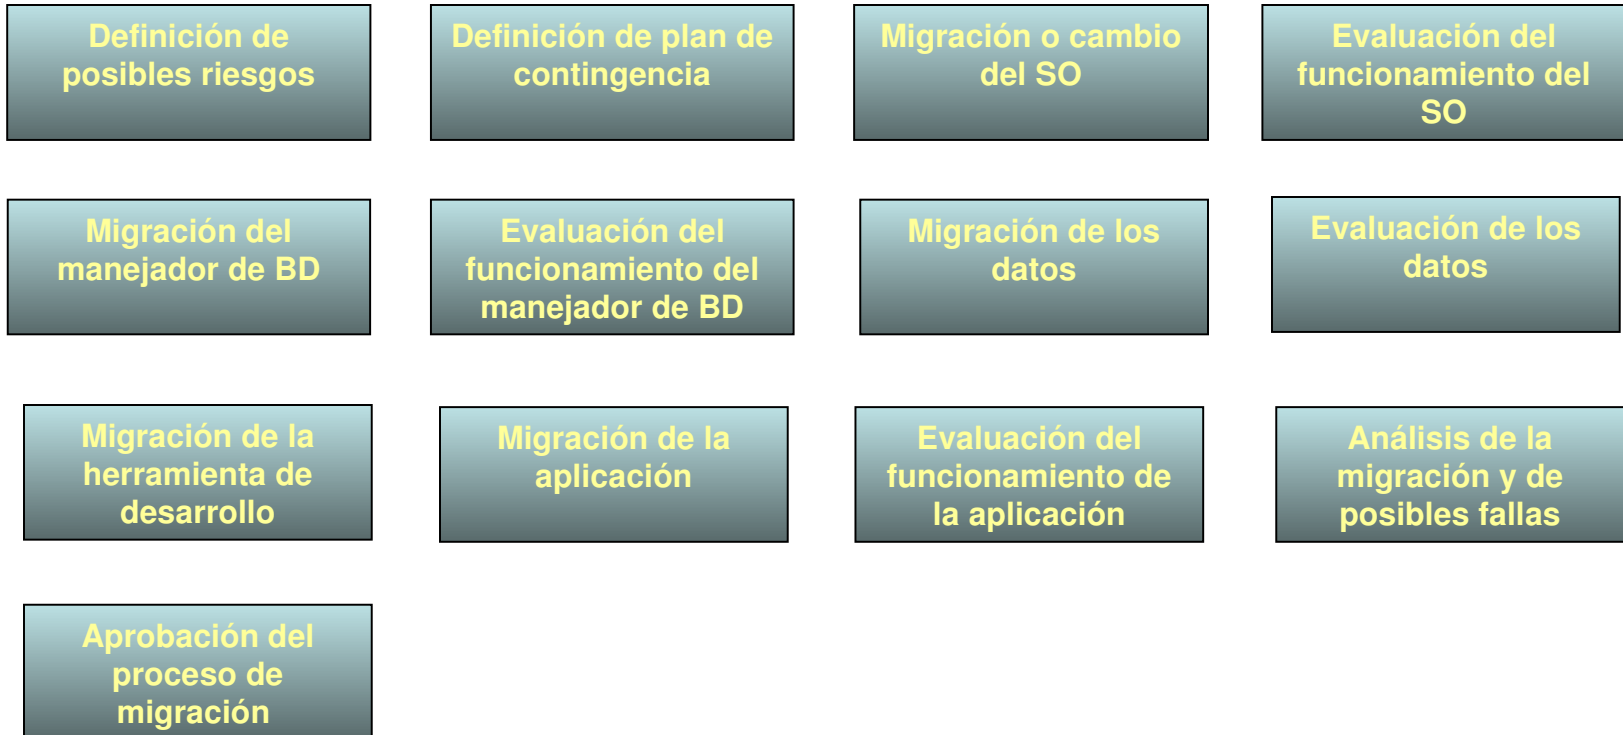 Definición de
posibles riesgos
Definición de plan de
contingencia
Migración o cambio
del SO
Evaluación del
funcionamiento del
SO
Migración del
manejador de BD
Evaluación del
funcionamiento del
manejador de BD
Migración de los
datos
Evaluación de los
datos
Migración de la
herramienta de
desarrollo
Migración de la
aplicación
Evaluación del
funcionamiento de
la aplicación
Análisis de la
migración y de
posibles fallas
Aprobación del
proceso de
migración